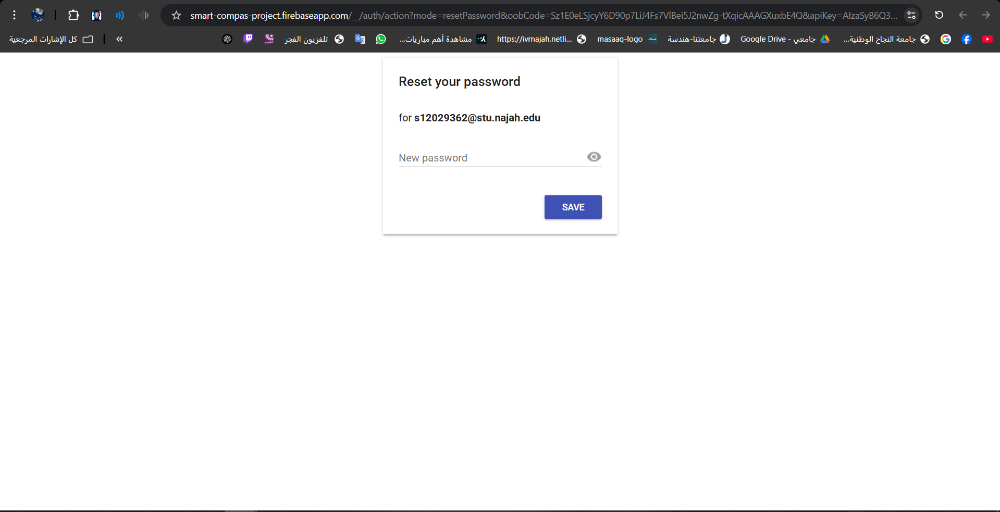 smart-compas-project.firebaseapp.com/__/auth/action?mode=resetPassword&oobCode=Sz1E0eLSjcyY6D90p7LiJ4Fs7VlBei5J2nwZg-tXqicAAAGXuxbE4Q&apiKey=AIzaSyB6Q3...
كل الإشارات المرجعية
تلفزيون الفجر
مشاهدة أهم مباريات...
https://ivrnajah.netli...
masaaq-logo
جامعتنا-هندسة
جامعي - Google Drive
جامعة النجاح الوطنية...
Reset your password
for s12029362@stu.najah.edu
New password
SAVE